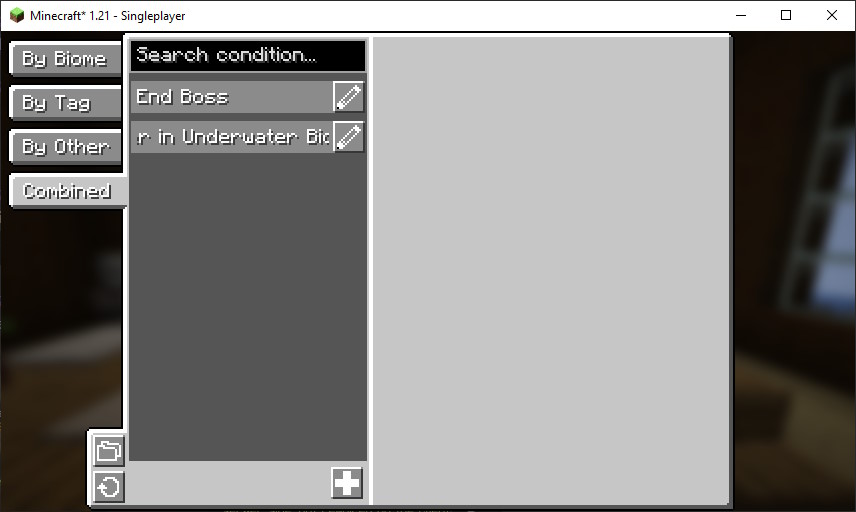 Minecraft* 1.21 - Singleplayer
By Biome
By Tag
By Other
Combined
Search condition...
End Boss
r in Underwater Bio